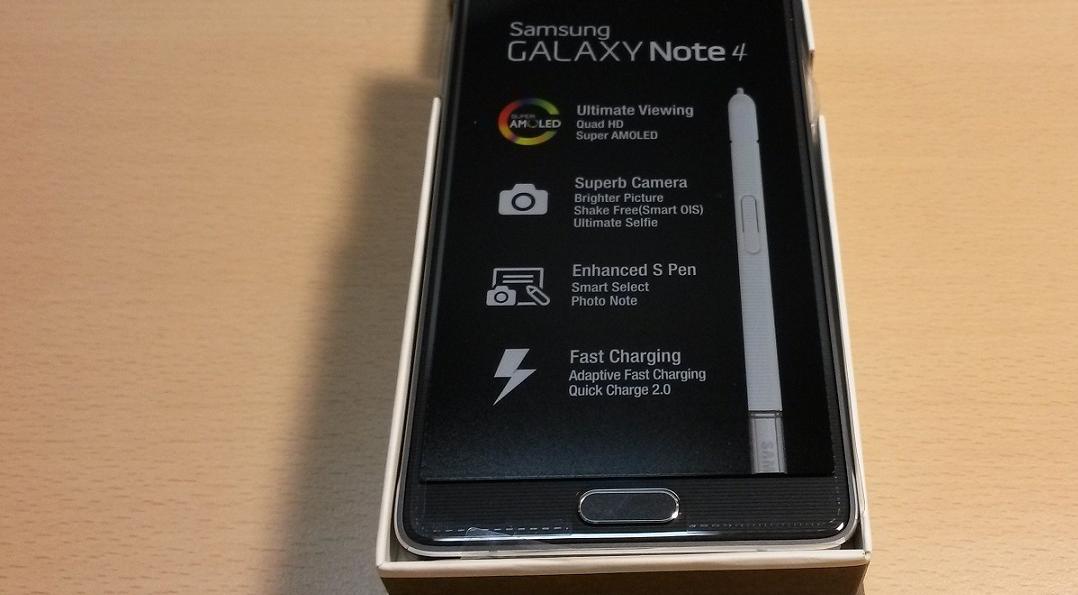 Samsung
GALAXY Note 4
SUPER
AMOLED
Ultimate Viewing
Quad HD
Super AMOLED
Superb Camera
Brighter Picture
Shake Free(Smart OIS)
Ultimate Selfie
Enhanced S Pen
Smart Select
Photo Note
Fast Charging
Adaptive Fast Charging
Quick Charge 2.0
SAM